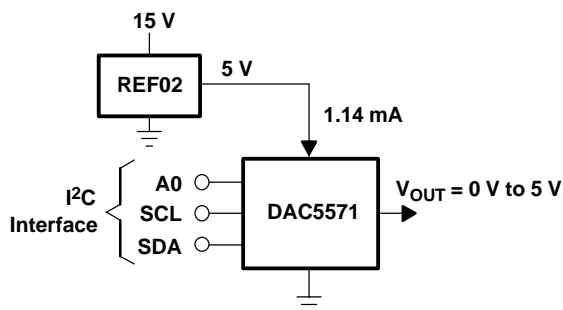 15 V
REF02
5 V
1.14 mA
I²C
Interface
A0
SCL
SDA
DAC5571
V_OUT = 0 V to 5 V